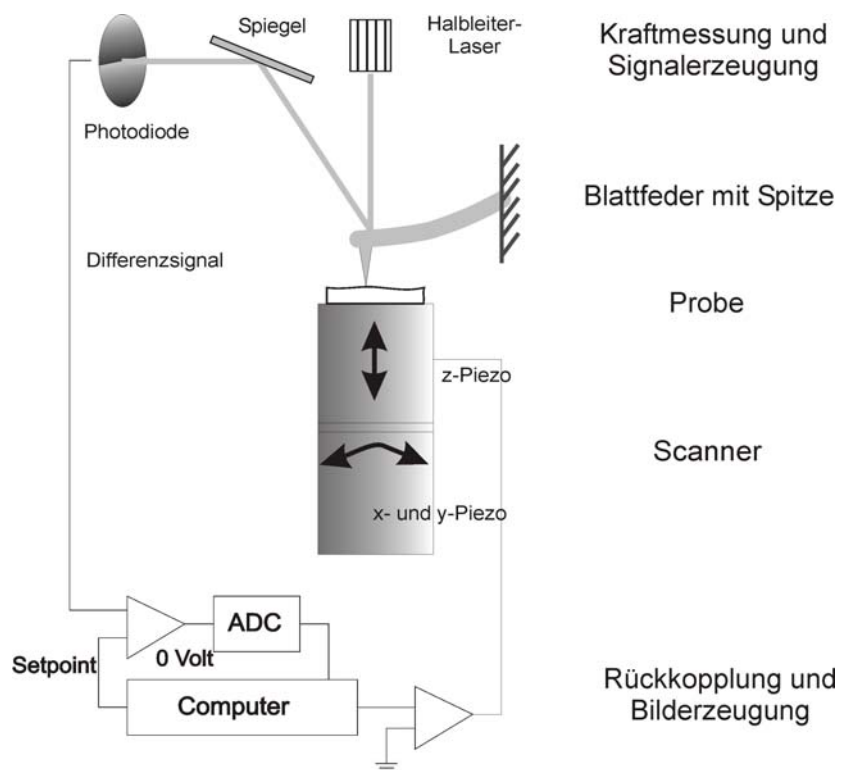 Spiegel
Halbleiter-
Laser
Kraftmessung und
Signalerzeugung
Photodiode
Blattfeder mit Spitze
Differenzsignal
Probe
z-Piezo
Scanner
x- und y-Piezo
ADC
Setpoint
0 Volt
Computer
Rückkopplung und
Bilderzeugung